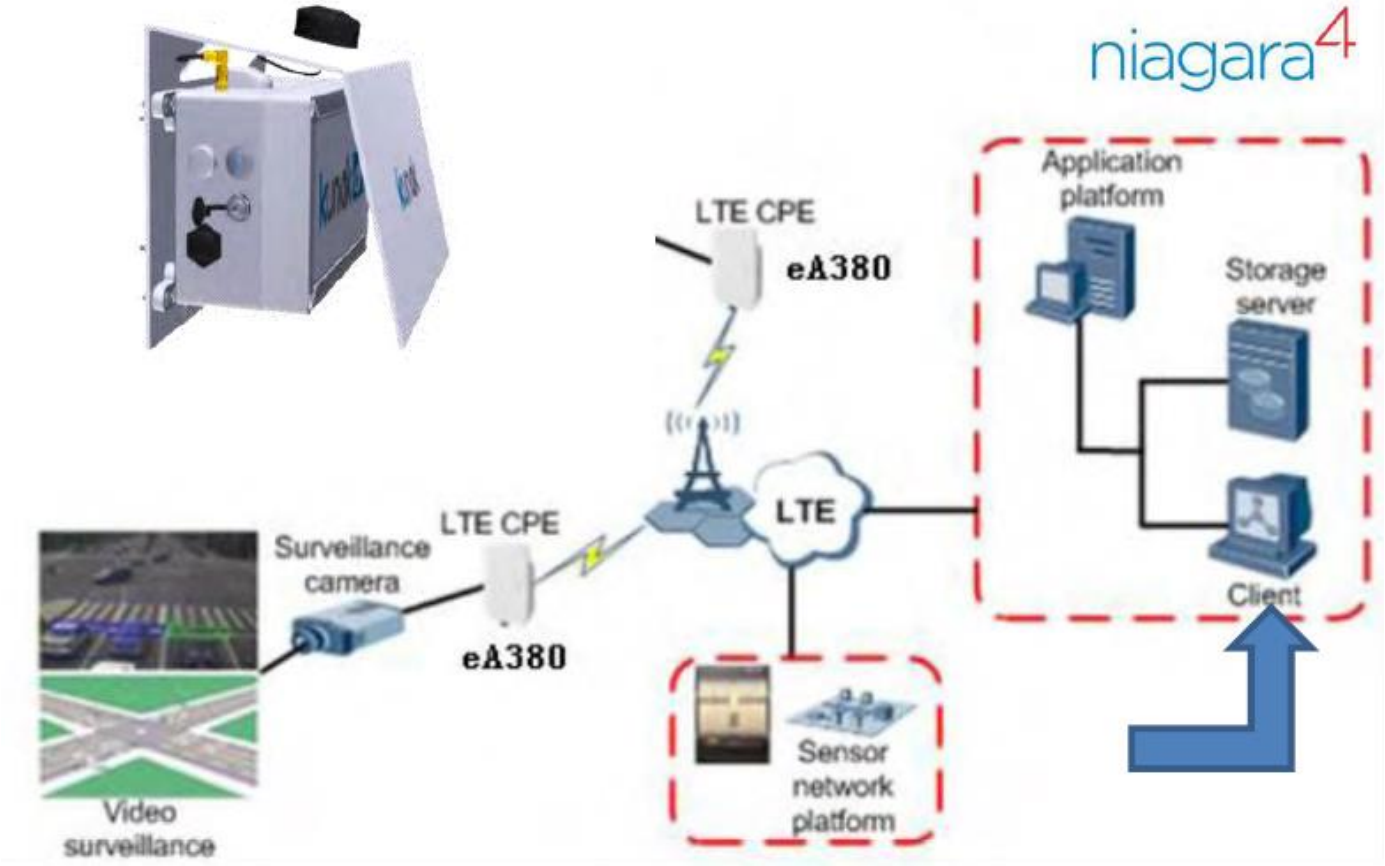 niagara4
Application
platform
LTE CPE
eA380
Storage
server
LTE
LTE CPE
Surveillance
camera
eA380
Client
Sensor
network
platform
Video
surveillance